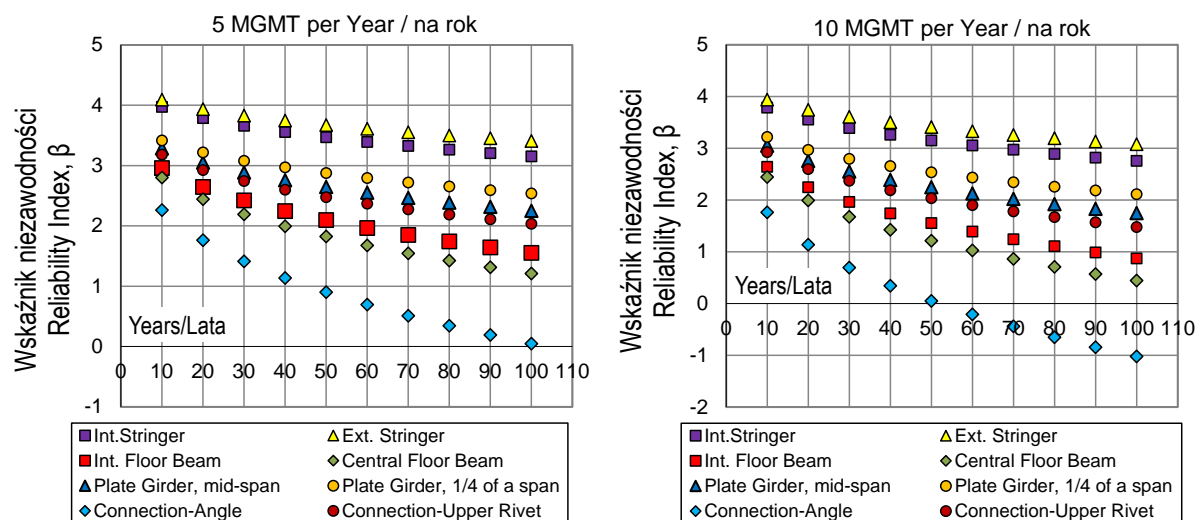 5 MGMT per Year / na rok
Wskaźnik niezawodności
Reliability Index, β
5
4
3
2
1
0
-1
Years/Lata
0 10 20 30 40 50 60 70 80 90 100 110
Int.Stringer
Ext. Stringer
Int. Floor Beam
Central Floor Beam
Plate Girder, mid-span
Plate Girder, 1/4 of a span
Connection-Angle
Connection-Upper Rivet
10 MGMT per Year / na rok
Wskaźnik niezawodności
Reliability Index, β
5
4
3
2
1
0
-1
-2
Years/Lata
0 10 20 30 40 50 60 70 80 90 100 110
Int.Stringer
Ext. Stringer
Int. Floor Beam
Central Floor Beam
Plate Girder, mid-span
Plate Girder, 1/4 of a span
Connection-Angle
Connection-Upper Rivet